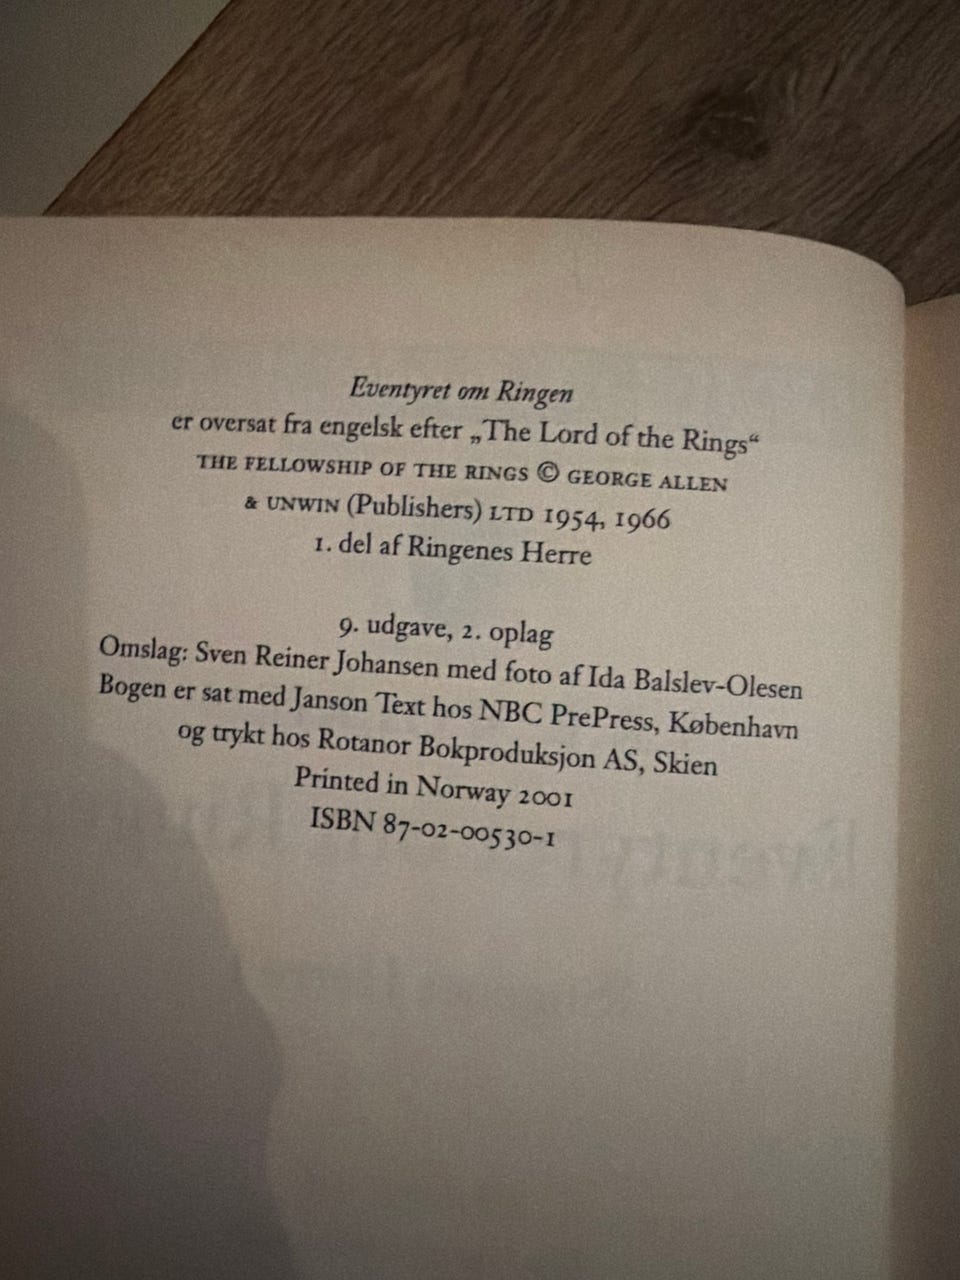 Eventyret om Ringen
er oversat fra engelsk efter „The Lord of the Rings“
THE FELLOWSHIP OF THE RINGS © GEORGE ALLEN
& UNWIN (Publishers) LTD 1954, 1966
1. del af Ringenes Herre
9. udgave, 2. oplag
Omslag: Sven Reiner Johansen med foto af Ida Balslev-Olesen
Bogen er sat med Janson Text hos NBC PrePress, København
og trykt hos Rotanor Bokproduksjon AS, Skien
Printed in Norway 2001
ISBN 87-02-00530-1